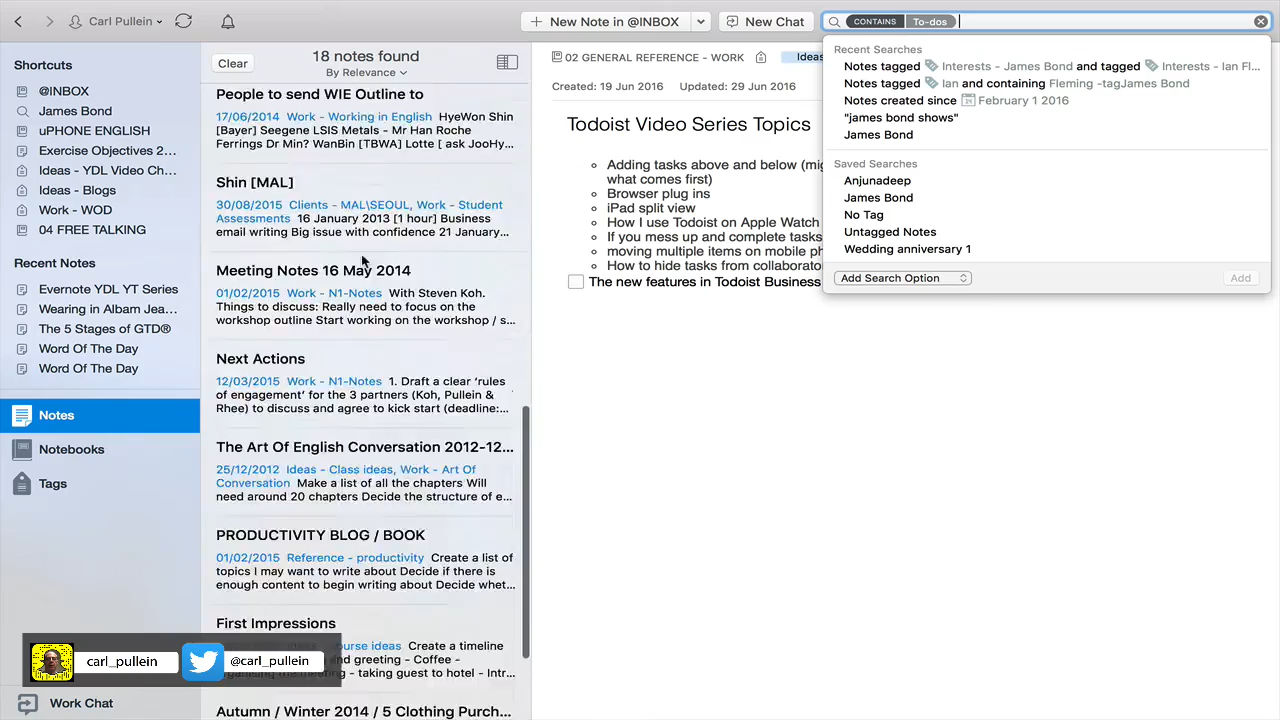 Carl Pullein
New Note in @INBOX
New Chat
CONTAINS To-dos
Shortcuts
@INBOX
James Bond
uPHONE ENGLISH
Exercise Objectives 2...
Ideas - YDL Video Ch...
Ideas - Blogs
Work - WOD
04 FREE TALKING
Recent Notes
Evernote YDL YT Series
Wearing in Albam Jea...
The 5 Stages of GTD®
Word Of The Day
Word Of The Day
Notes
Notebooks
Tags
Work Chat
Clear
18 notes found
By Relevance
People to send WIE Outline to
17/06/2014 Work - Working in English HyeWon Shin
[Bayer] Seegene LSIS Metals - Mr Han Roche
Ferrings Dr Min? WanBin [TBWA] Lotte [ ask JooHy...
Shin [MAL]
30/08/2015 Clients - MAL\SEOUL, Work - Student
Assessments 16 January 2013 [1 hour] Business
email writing Big issue with confidence 21 January...
Meeting Notes 16 May 2014
01/02/2015 Work - N1-Notes With Steven Koh.
Things to discuss: Really need to focus on the
workshop outline Start working on the workshop / s...
Next Actions
12/03/2015 Work - N1-Notes 1. Draft a clear ‘rules
of engagement’ for the 3 partners (Koh, Pullein &
Rhee) to discuss and agree to kick start (deadline:...
The Art Of English Conversation 2012-12...
25/12/2012 Ideas - Class ideas, Work - Art Of
Conversation Make a list of all the chapters Will
need around 20 chapters Decide the structure of e...
PRODUCTIVITY BLOG / BOOK
01/02/2015 Reference - productivity Create a list of
topics I may want to write about Decide if there is
enough content to begin writing about Decide whet...
First Impressions
ourse ideas Create a timeline
and greeting - Coffee -
organising the meeting - taking guest to hotel - Intr...
Autumn / Winter 2014 / 5 Clothing Purch...
carl_pullein
@carl_pullein
02 GENERAL REFERENCE - WORK
Ideas
Created: 19 Jun 2016 Updated: 29 Jun 2016
Todoist Video Series Topics
Adding tasks above and below (mig
what comes first)
Browser plug ins
iPad split view
How I use Todoist on Apple Watch
If you mess up and complete tasks
moving multiple items on mobile ph
How to hide tasks from collaborato
The new features in Todoist Business
Recent Searches
Notes tagged Interests - James Bond and tagged Interests - Ian Fl...
Notes tagged Ian and containing Fleming -tagJames Bond
Notes created since February 1 2016
"james bond shows"
James Bond
Saved Searches
Anjunadeep
James Bond
No Tag
Untagged Notes
Wedding anniversary 1
Add Search Option
Add